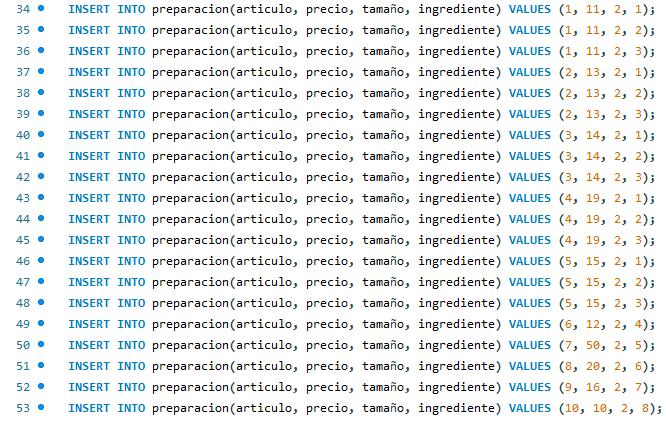 34 INSERT INTO preparacion(articulo, precio, tamaño, ingrediente) VALUES (1, 11, 2, 1);
35 INSERT INTO preparacion(articulo, precio, tamaño, ingrediente) VALUES (1, 11, 2, 2);
36 INSERT INTO preparacion(articulo, precio, tamaño, ingrediente) VALUES (1, 11, 2, 3);
37 INSERT INTO preparacion(articulo, precio, tamaño, ingrediente) VALUES (2, 13, 2, 1);
38 INSERT INTO preparacion(articulo, precio, tamaño, ingrediente) VALUES (2, 13, 2, 2);
39 INSERT INTO preparacion(articulo, precio, tamaño, ingrediente) VALUES (2, 13, 2, 3);
40 INSERT INTO preparacion(articulo, precio, tamaño, ingrediente) VALUES (3, 14, 2, 1);
41 INSERT INTO preparacion(articulo, precio, tamaño, ingrediente) VALUES (3, 14, 2, 2);
42 INSERT INTO preparacion(articulo, precio, tamaño, ingrediente) VALUES (3, 14, 2, 3);
43 INSERT INTO preparacion(articulo, precio, tamaño, ingrediente) VALUES (4, 19, 2, 1);
44 INSERT INTO preparacion(articulo, precio, tamaño, ingrediente) VALUES (4, 19, 2, 2);
45 INSERT INTO preparacion(articulo, precio, tamaño, ingrediente) VALUES (4, 19, 2, 3);
46 INSERT INTO preparacion(articulo, precio, tamaño, ingrediente) VALUES (5, 15, 2, 1);
47 INSERT INTO preparacion(articulo, precio, tamaño, ingrediente) VALUES (5, 15, 2, 2);
48 INSERT INTO preparacion(articulo, precio, tamaño, ingrediente) VALUES (5, 15, 2, 3);
49 INSERT INTO preparacion(articulo, precio, tamaño, ingrediente) VALUES (6, 12, 2, 4);
50 INSERT INTO preparacion(articulo, precio, tamaño, ingrediente) VALUES (7, 50, 2, 5);
51 INSERT INTO preparacion(articulo, precio, tamaño, ingrediente) VALUES (8, 20, 2, 6);
52 INSERT INTO preparacion(articulo, precio, tamaño, ingrediente) VALUES (9, 16, 2, 7);
53 INSERT INTO preparacion(articulo, precio, tamaño, ingrediente) VALUES (10, 10, 2, 8);